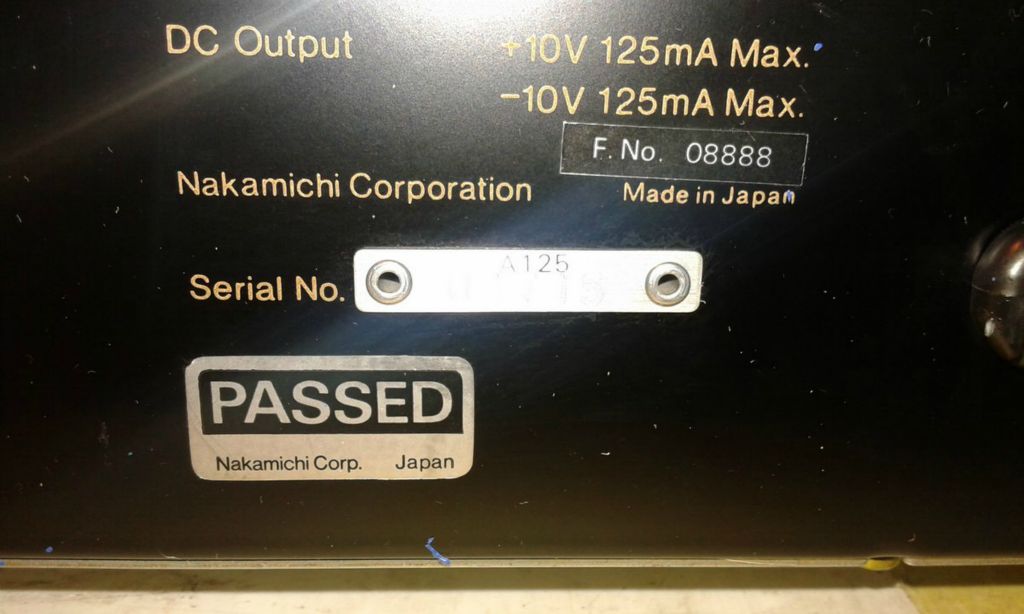 DC Output +10V 125mA Max.
-10V 125mA Max.
F. No. 08888
Nakamichi Corporation Made in Japan
A125
Serial No.
PASSED
Nakamichi Corp. Japan